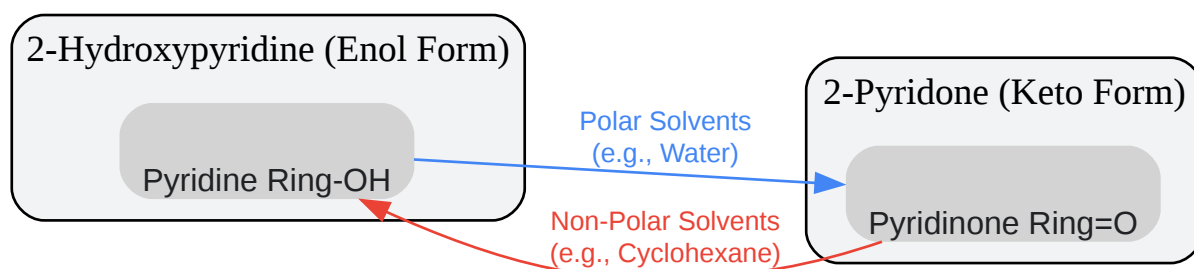 2-Hydroxypyridine (Enol Form)
Pyridine Ring-OH
Polar Solvents
(e.g., Water)
Non-Polar Solvents
(e.g., Cyclohexane)
2-Pyridone (Keto Form)
Pyridinone Ring=O